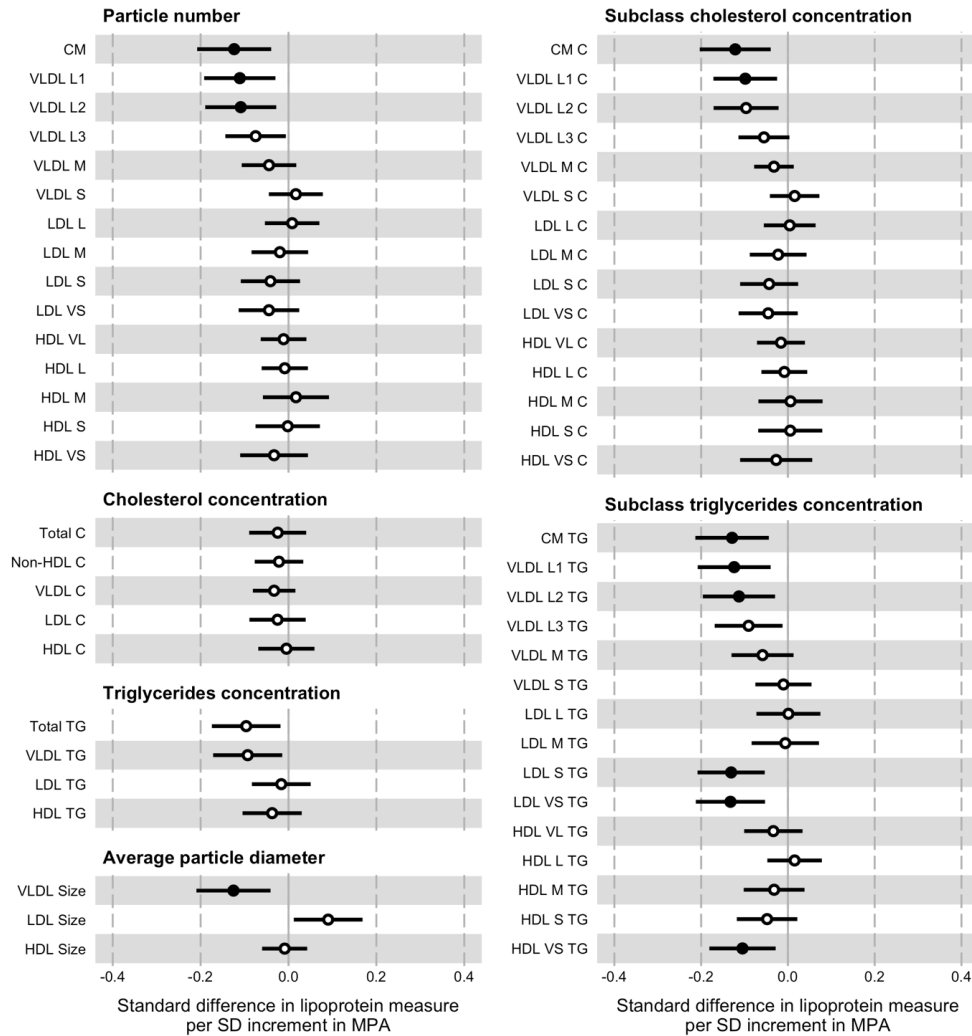 Particle number
CM
VLDL L1
VLDL L2
VLDL L3
VLDL M
VLDL S
LDL L
LDL M
LDL S
LDL VS
HDL VL
HDL L
HDL M
HDL S
HDL VS
Cholesterol concentration
Total C
Non-HDL C
VLDL C
LDL C
HDL C
Triglycerides concentration
Total TG
VLDL TG
LDL TG
HDL TG
Average particle diameter
VLDL Size
LDL Size
HDL Size
-0.4 -0.2 0.0 0.2 0.4
Standard difference in lipoprotein measure
per SD increment in MPA
Subclass cholesterol concentration
CM C
VLDL L1 C
VLDL L2 C
VLDL L3 C
VLDL M C
VLDL S C
LDL L C
LDL M C
LDL S C
LDL VS C
HDL VL C
HDL L C
HDL M C
HDL S C
HDL VS C
Subclass triglycerides concentration
CM TG
VLDL L1 TG
VLDL L2 TG
VLDL L3 TG
VLDL M TG
VLDL S TG
LDL L TG
LDL M TG
LDL S TG
LDL VS TG
HDL VL TG
HDL L TG
HDL M TG
HDL S TG
HDL VS TG
-0.4 -0.2 0.0 0.2 0.4
Standard difference in lipoprotein measure
per SD increment in MPA